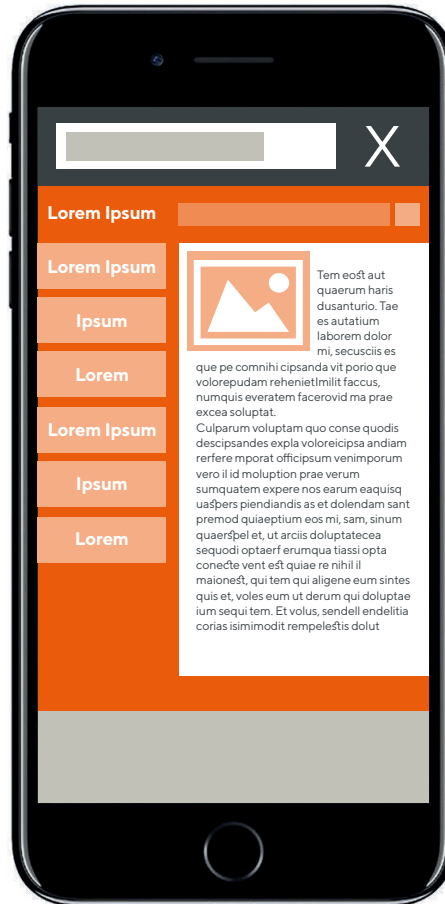 X
Lorem Ipsum
Lorem Ipsum
Ipsum
Lorem
Lorem Ipsum
Ipsum
Lorem
Tem eost aut
quaerum haris
dusanturio. Tae
es autatium
laborem dolor
mi, secusciis es
que pe comnihi cipsanda vit porio que
volorepudam rehenietImilit faccus,
numquis everatem facerovid ma prae
excea soluptat.
Culparum voluptam quo conse quodis
descipsandes expla voloreicipsa andiam
rerfere mporat officipsum venimporum
vero il id moluption prae verum
sumquatem expere nos earum eaquisq
uaspers piendiandis as et dolendam sant
premod quiaeptium eos mi, sam, sinum
quaerspel et, ut arciis doluptatecea
sequodi optaerf erumqua tiassi opta
conecte vent est quiae re nihil il
maionest, qui tem qui aligene eum sintes
quis et, voles eum ut derum qui doluptae
ium sequi tem. Et volus, sendell endelitia
corias isimimodit rempelestis dolut